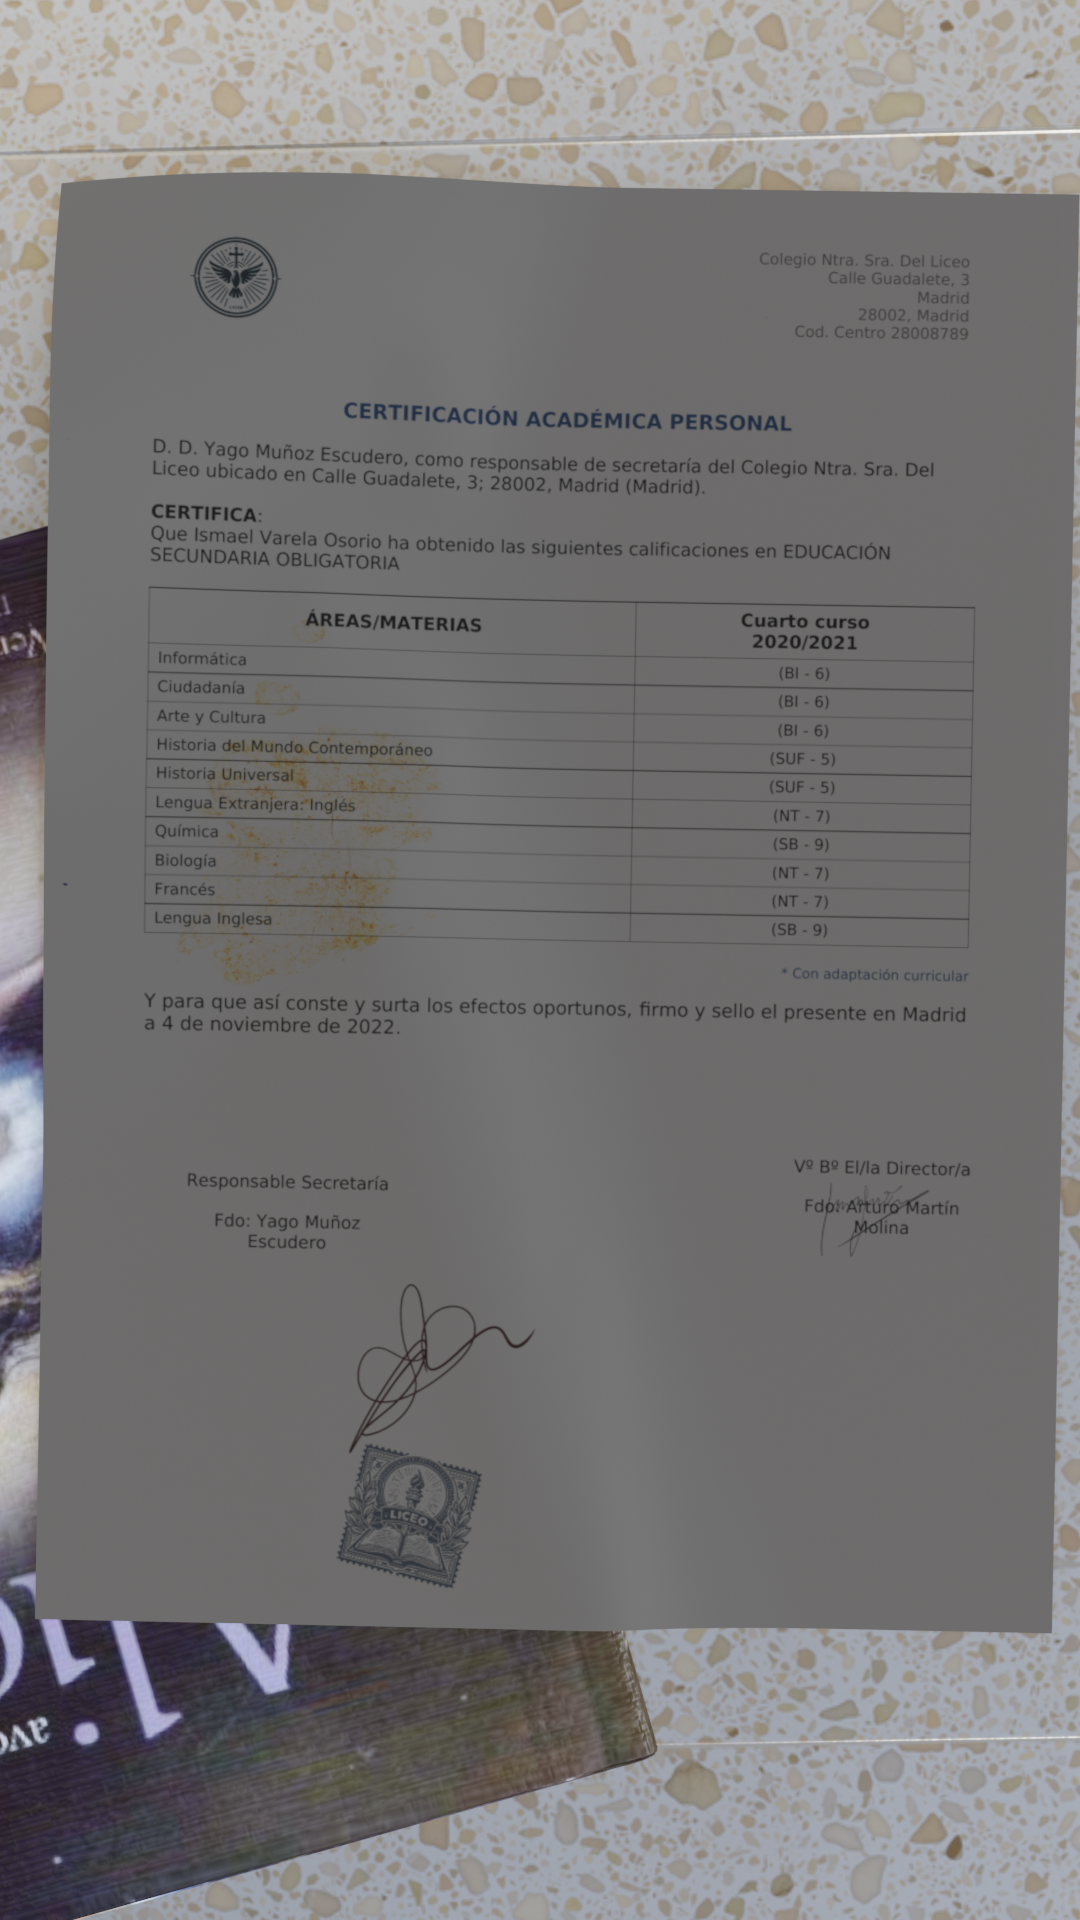 Colegio Ntra. Sra. Del Liceo
Calle Guadalete, 3
Madrid
28002, Madrid
Cod. Centro 28008789
CERTIFICACIÓN ACADÉMICA PERSONAL
D. D. Yago Muñoz Escudero, como responsable de secretaría del Colegio Ntra. Sra. Del
Liceo ubicado en Calle Guadalete, 3; 28002, Madrid (Madrid).
CERTIFICA:
Que Ismael Varela Osorio ha obtenido las siguientes calificaciones en EDUCACIÓN
SECUNDARIA OBLIGATORIA
ÁREAS/MATERIAS Cuarto curso
2020/2021
Informática (BI - 6)
Ciudadanía (BI - 6)
Arte y Cultura (BI - 6)
Historia del Mundo Contemporáneo (SUF - 5)
Historia Universal (SUF - 5)
Lengua Extranjera: Inglés (NT - 7)
Química (SB - 9)
Biología (NT - 7)
Francés (NT - 7)
Lengua Inglesa (SB - 9)
* Con adaptación curricular
Y para que así conste y surta los efectos oportunos, firmo y sello el presente en Madrid
a 4 de noviembre de 2022.
Responsable Secretaría
Fdo: Yago Muñoz
Escudero
Vº Bº El/la Director/a
Fdo: Arturo Martín
Molina
LICEO